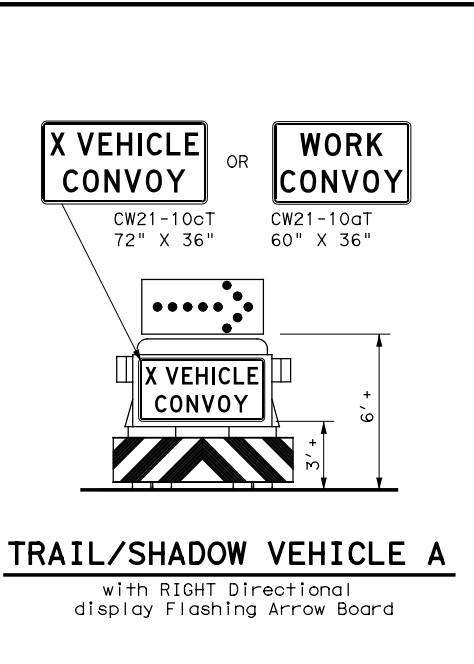 X VEHICLE
CONVOY
OR
WORK
CONVOY
CW21-10cT
72" X 36"
CW21-10aT
60" X 36"
X VEHICLE
CONVOY
6'+
3'+
TRAIL/SHADOW VEHICLE A
with RIGHT Directional
display Flashing Arrow Board